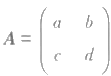 A = ( a b
c d )